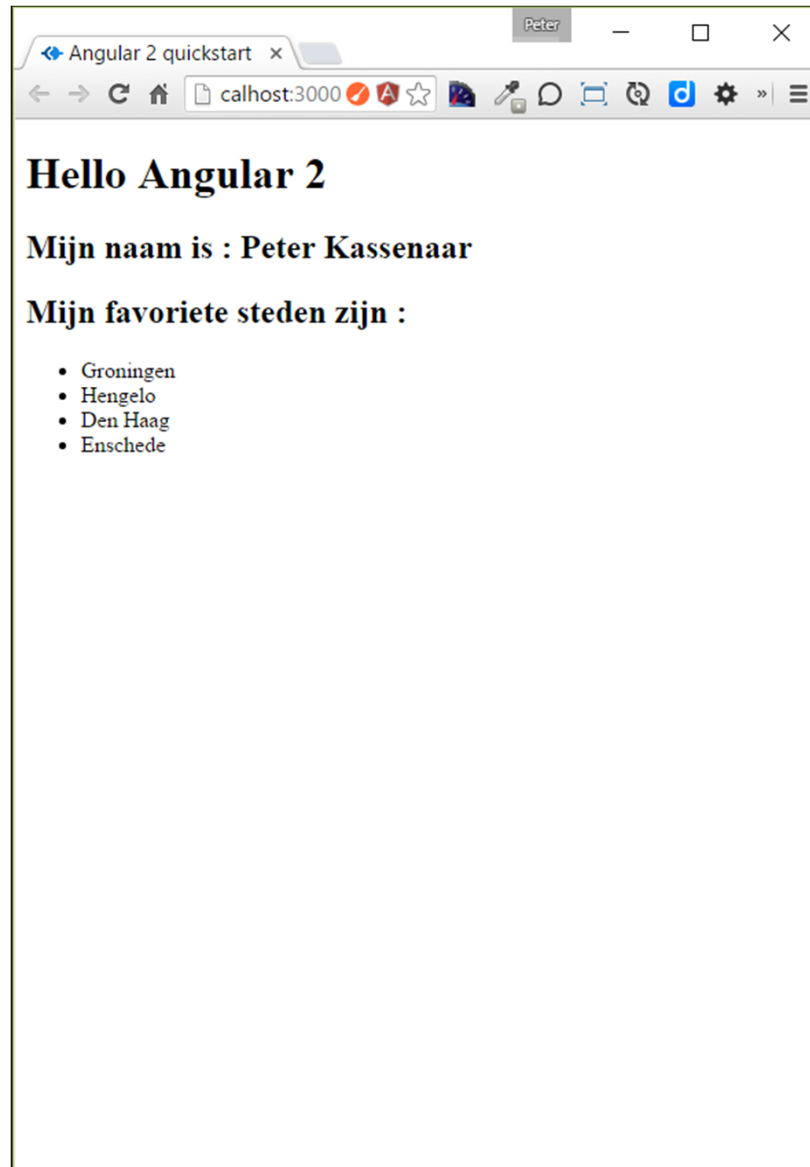 Peter
Angular 2 quickstart
calhost:3000
Hello Angular 2
Mijn naam is : Peter Kassenaar
Mijn favoriete steden zijn :
Groningen
Hengelo
Den Haag
Enschede